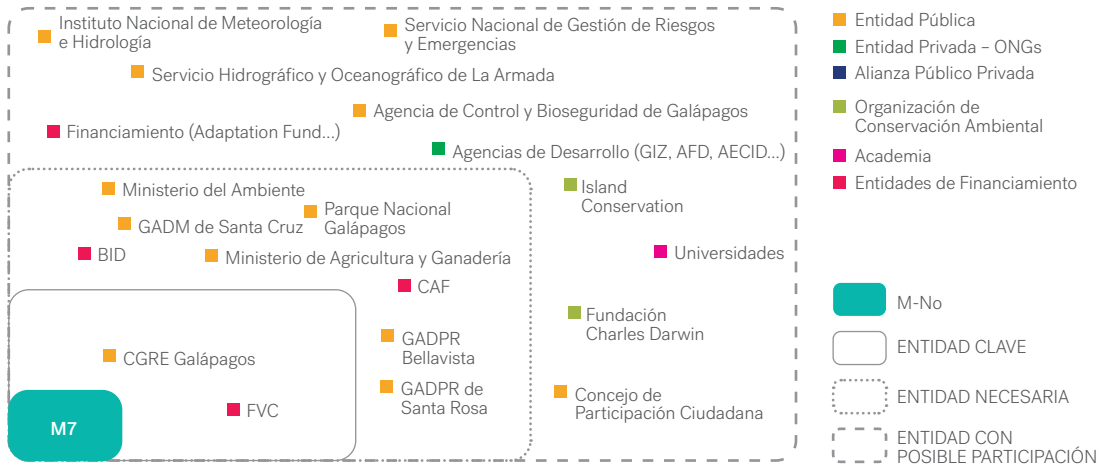 Instituto Nacional de Meteorología
e Hidrología
Servicio Nacional de Gestión de Riesgos
y Emergencias
Servicio Hidrográfico y Oceanográfico de La Armada
Agencia de Control y Bioseguridad de Galápagos
Financiamiento (Adaptation Fund...)
Agencias de Desarrollo (GIZ, AFD, AECID...)
Ministerio del Ambiente
Parque Nacional
Galápagos
GADM de Santa Cruz
BID
Ministerio de Agricultura y Ganadería
CAF
Island
Conservation
Universidades
Fundación
Charles Darwin
GADPR
Bellavista
CGRE Galápagos
GADPR de
Santa Rosa
Concejo de
Participación Ciudadana
FVC
M7
Entidad Pública
Entidad Privada – ONGs
Alianza Público Privada
Organización de
Conservación Ambiental
Academia
Entidades de Financiamiento
M-No
ENTIDAD CLAVE
ENTIDAD NECESARIA
ENTIDAD CON
POSIBLE PARTICIPACIÓN